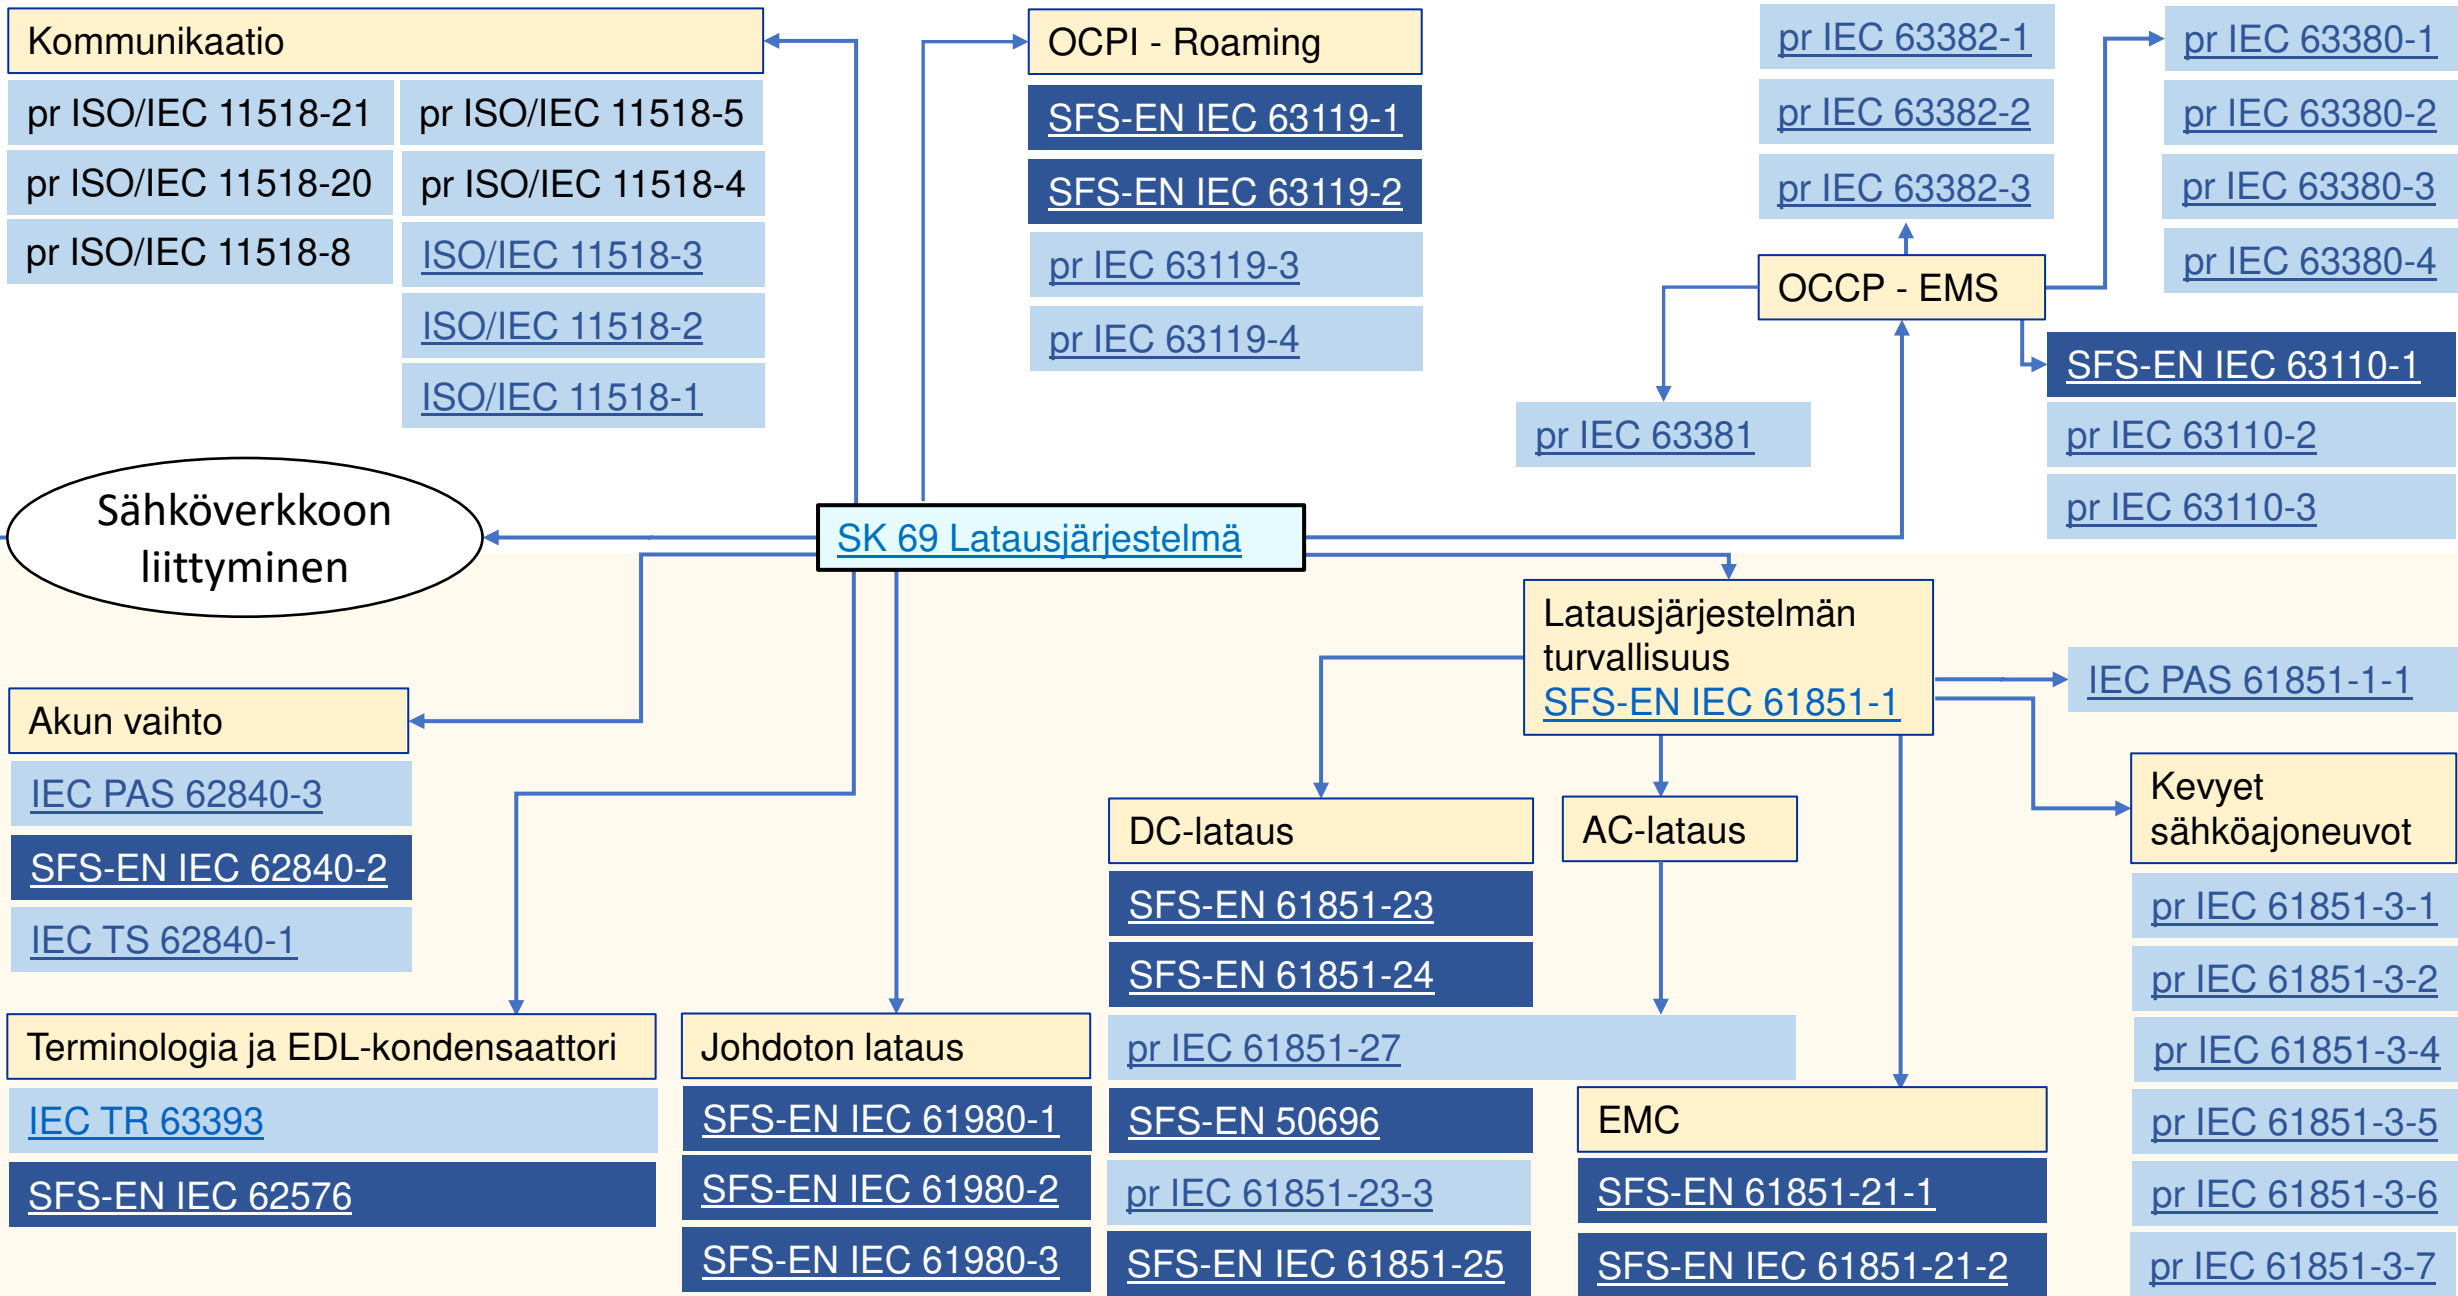 Kommunikaatio
pr ISO/IEC 11518-21
pr ISO/IEC 11518-5
pr ISO/IEC 11518-20
pr ISO/IEC 11518-4
pr ISO/IEC 11518-8
ISO/IEC 11518-3
ISO/IEC 11518-2
ISO/IEC 11518-1
OCPI - Roaming
SFS-EN IEC 63119-1
SFS-EN IEC 63119-2
pr IEC 63119-3
pr IEC 63119-4
pr IEC 63382-1
pr IEC 63382-2
pr IEC 63382-3
pr IEC 63380-1
pr IEC 63380-2
pr IEC 63380-3
pr IEC 63380-4
OCCP - EMS
SFS-EN IEC 63110-1
pr IEC 63110-2
pr IEC 63110-3
pr IEC 63381
Sähköverkkoon
liittyminen
SK 69 Latausjärjestelmä
Latausjärjestelmän
turvallisuus
SFS-EN IEC 61851-1
IEC PAS 61851-1-1
Akun vaihto
IEC PAS 62840-3
SFS-EN IEC 62840-2
IEC TS 62840-1
Terminologia ja EDL-kondensaattori
IEC TR 63393
SFS-EN IEC 62576
Johdoton lataus
SFS-EN IEC 61980-1
SFS-EN IEC 61980-2
SFS-EN IEC 61980-3
DC-lataus
SFS-EN 61851-23
SFS-EN 61851-24
pr IEC 61851-27
SFS-EN 50696
pr IEC 61851-23-3
SFS-EN IEC 61851-25
AC-lataus
EMC
SFS-EN 61851-21-1
SFS-EN IEC 61851-21-2
Kevyet
sähköajoneuvot
pr IEC 61851-3-1
pr IEC 61851-3-2
pr IEC 61851-3-4
pr IEC 61851-3-5
pr IEC 61851-3-6
pr IEC 61851-3-7